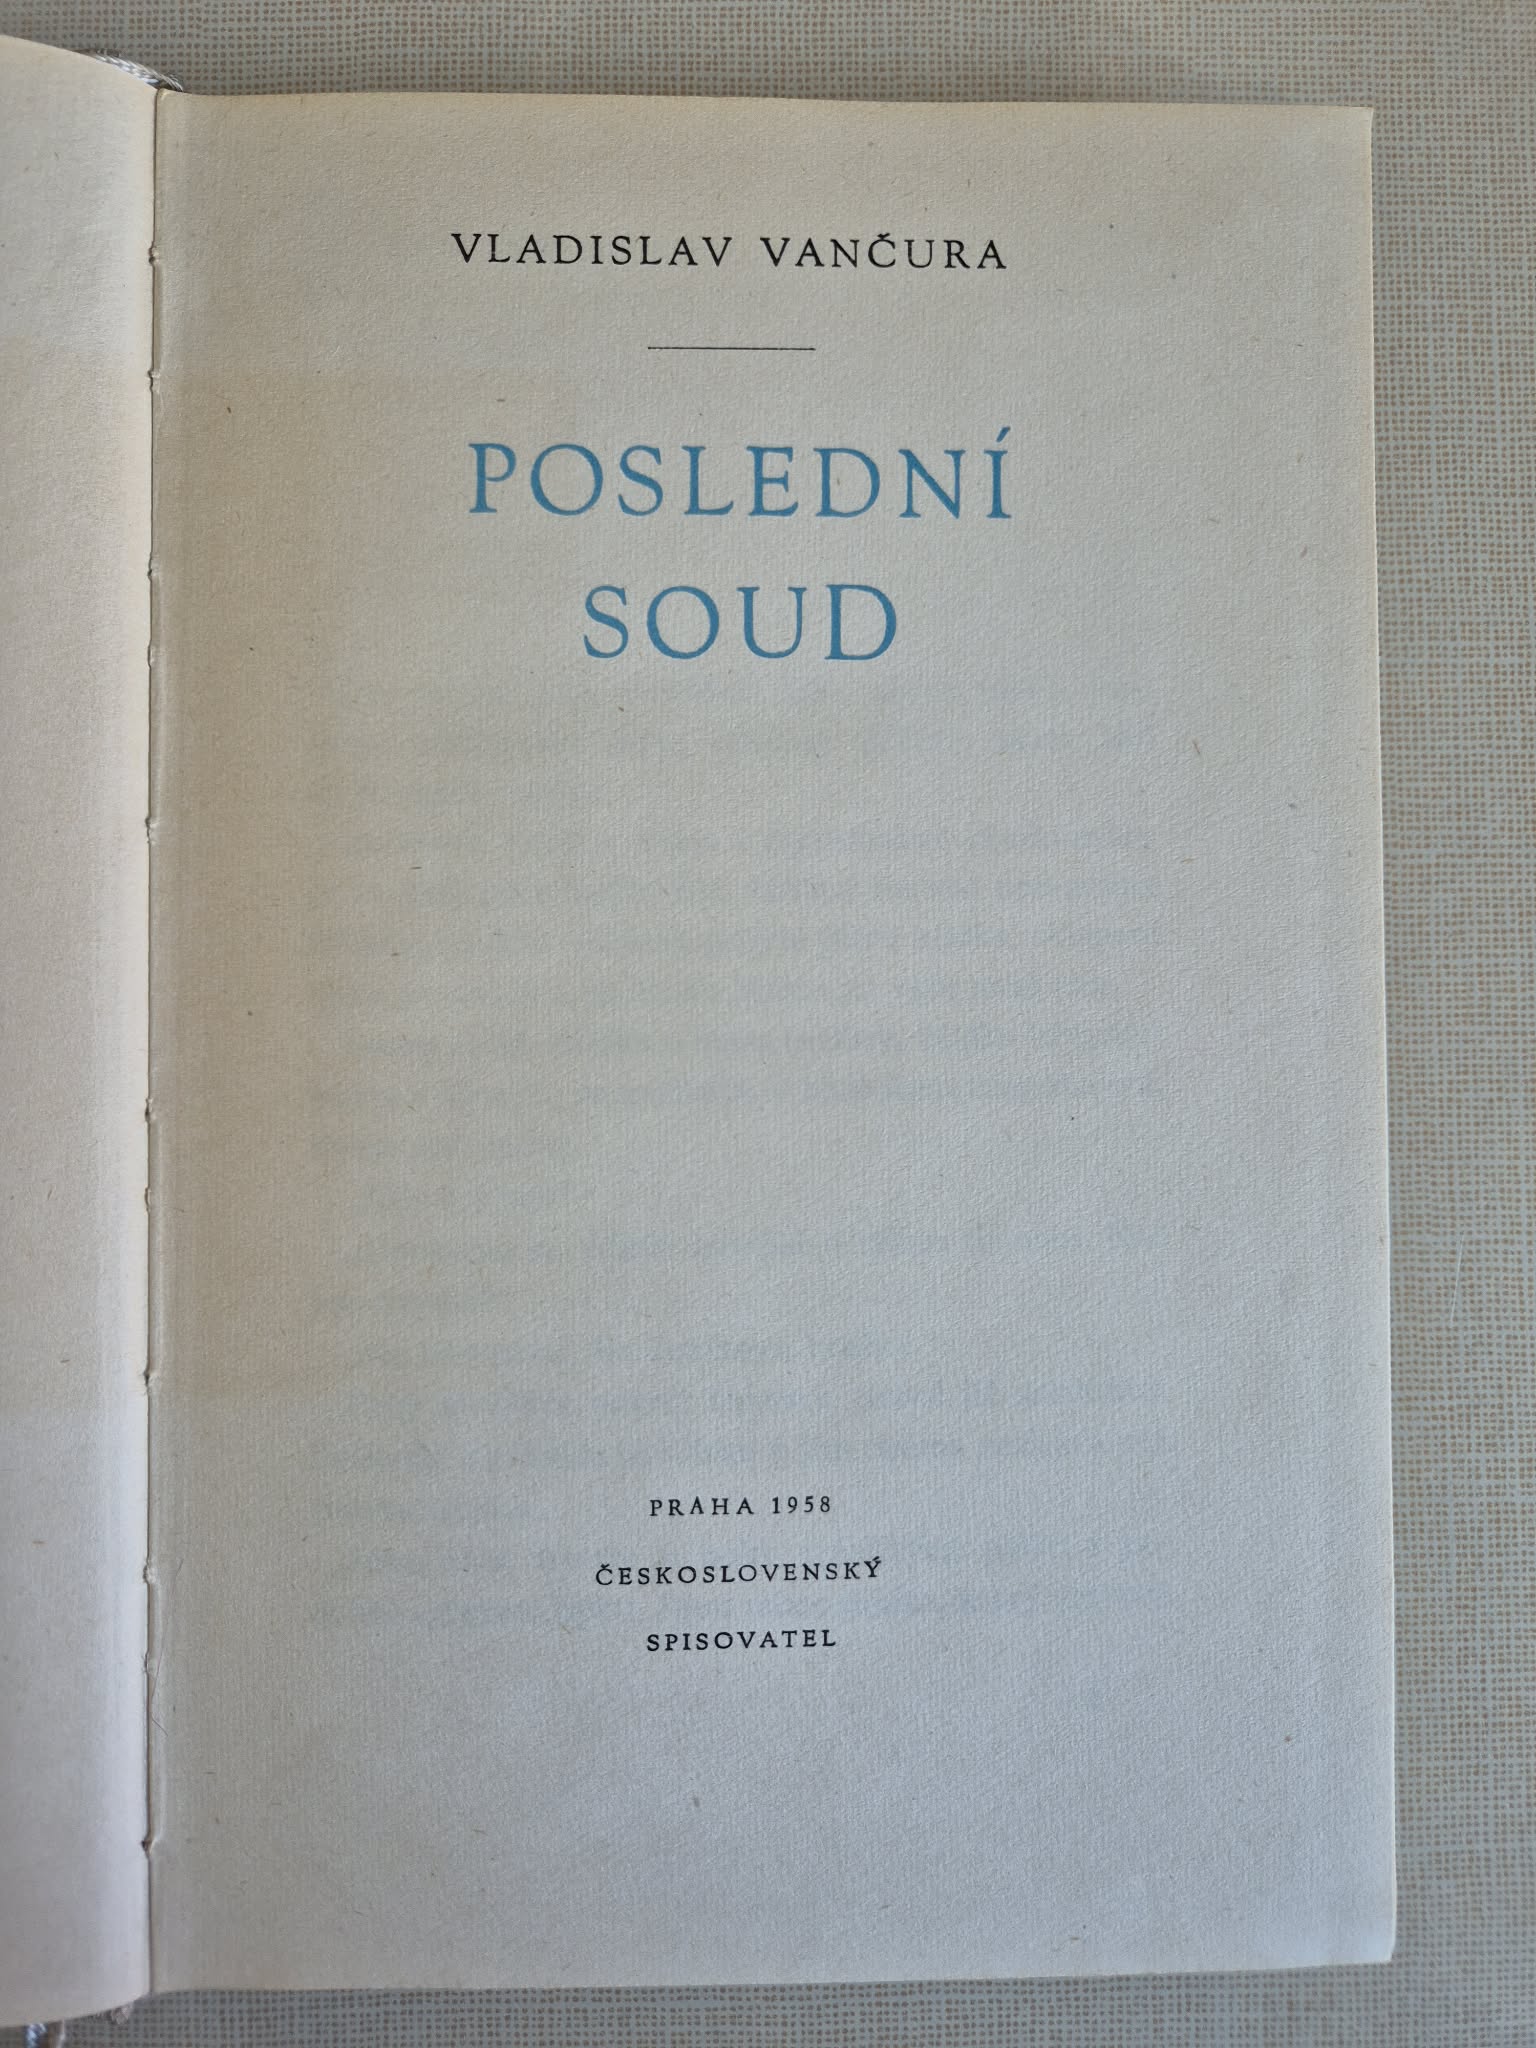 VLADISLAV VANČURA
POSLEDNÍ
SOUD
PRAHA 1958
ČESKOSLOVENSKÝ
SPISOVATEL